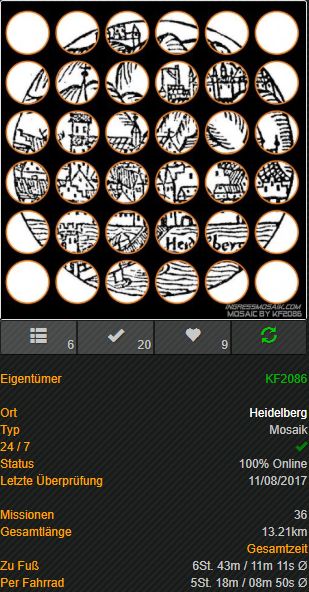 Heidelberg
INGRESSMOSAIK.COM
MOSAIC BY KF2086
6
20
9
Eigentümer KF2086
Ort Heidelberg
Typ Mosaik
24 / 7
Status 100% Online
Letzte Überprüfung 11/08/2017
Missionen 36
Gesamtlänge 13.21km
Gesamtzeit
Zu Fuß 6St. 43m / 11m 11s Ø
Per Fahrrad 5St. 18m / 08m 50s Ø